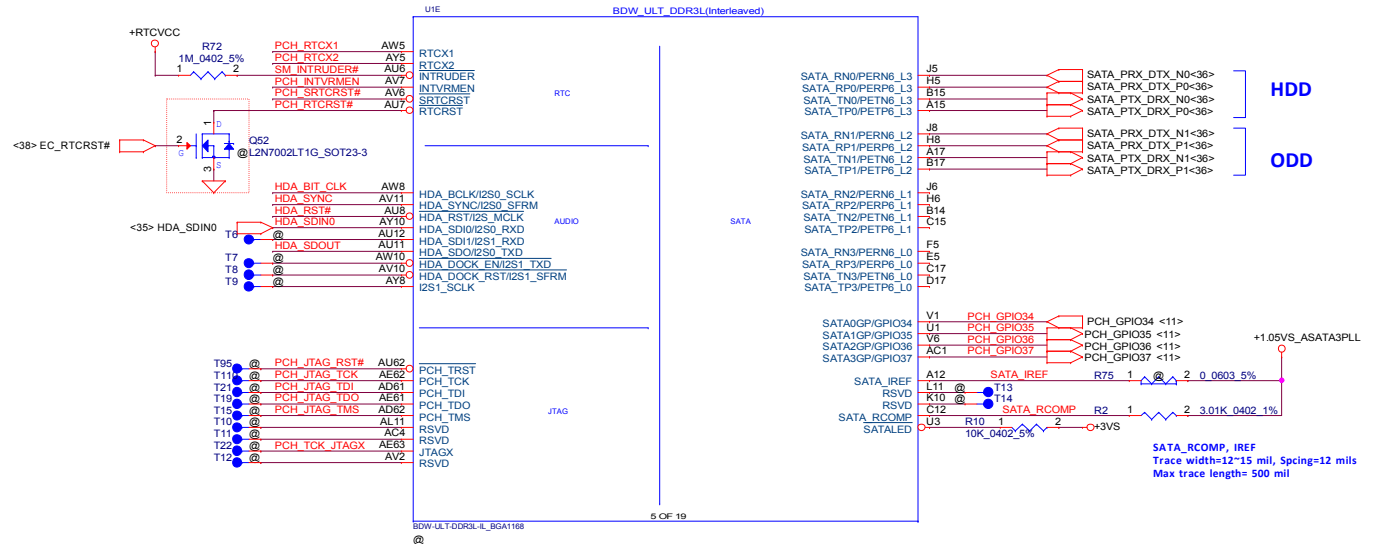 U1E
BDW_ULT_DDR3L(Interleaved)
+RTCVCC
R72
1M_0402_5%
1 2
PCH_RTCX1 AW5 RTCX1
PCH_RTCX2 AY5 RTCX2
SM_INTRUDER# AU6 INTRUDER
PCH_INTVRMEN AV7 INTVRMEN
PCH_SRTCRST# AV6 SRTCRST
PCH_RTCRST# AU7 RTCRST
RTC
<38> EC_RTCRST#
1 D
2 G
3 S
Q52
@ L2N7002LT1G_SOT23-3
HDA_BIT_CLK AW8 HDA_BCLK/I2S0_SCLK
HDA_SYNC AV11 HDA_SYNC/I2S0_SFRM
HDA_RST# AU8 HDA_RST/I2S_MCLK
<35> HDA_SDIN0 HDA_SDIN0 AY10 HDA_SDI0/I2S0_RXD
T6 @ AU12 HDA_SDI1/I2S1_RXD
HDA_SDOUT AU11 HDA_SDO/I2S0_TXD
T7 @ AW10 HDA_DOCK_EN/I2S1_TXD
T8 @ AV10 HDA_DOCK_RST/I2S1_SFRM
T9 @ AY8 I2S1_SCLK
AUDIO
T95 @ PCH_JTAG_RST# AU62 PCH_TRST
T110 @ PCH_JTAG_TCK AE62 PCH_TCK
T21 @ PCH_JTAG_TDI AD61 PCH_TDI
T19 @ PCH_JTAG_TDO AE61 PCH_TDO
T15 @ PCH_JTAG_TMS AD62 PCH_TMS
T10 @ AL11 RSVD
T11 @ AC4 RSVD
T22 @ PCH_TCK_JTAGX AE63 JTAGX
T12 @ AV2 RSVD
JTAG
SATA
SATA_RN0/PERN6_L3 J5 SATA_PRX_DTX_N0<36>
SATA_RP0/PERP6_L3 H5 SATA_PRX_DTX_P0<36>
SATA_TN0/PETN6_L3 B15 SATA_PTX_DRX_N0<36>
SATA_TP0/PETP6_L3 A15 SATA_PTX_DRX_P0<36>
HDD
SATA_RN1/PERN6_L2 J8 SATA_PRX_DTX_N1<36>
SATA_RP1/PERP6_L2 H8 SATA_PRX_DTX_P1<36>
SATA_TN1/PETN6_L2 A17 SATA_PTX_DRX_N1<36>
SATA_TP1/PETP6_L2 B17 SATA_PTX_DRX_P1<36>
ODD
SATA_RN2/PERN6_L1 J6
SATA_RP2/PERP6_L1 H6
SATA_TN2/PETN6_L1 B14
SATA_TP2/PETP6_L1 C15
SATA_RN3/PERN6_L0 F5
SATA_RP3/PERP6_L0 E5
SATA_TN3/PETN6_L0 C17
SATA_TP3/PETP6_L0 D17
SATA0GP/GPIO34 V1 PCH_GPIO34 PCH_GPIO34 <11>
SATA1GP/GPIO35 U1 PCH_GPIO35 PCH_GPIO35 <11>
SATA2GP/GPIO36 V6 PCH_GPIO36 PCH_GPIO36 <11>
SATA3GP/GPIO37 AC1 PCH_GPIO37 PCH_GPIO37 <11>
+1.05VS_ASATA3PLL
SATA_IREF A12 SATA_IREF R75 1 @ 2 0_0603_5%
RSVD L11 @ T13
RSVD K10 @ T14
SATA_RCOMP C12 SATA_RCOMP R2 1 2 3.01K_0402_1%
SATALED U3 R10 1 2 +3VS
10K_0402_5%
SATA_RCOMP, IREF
Trace width=12~15 mil, Spcing=12 mils
Max trace length= 500 mil
5 OF 19
BDW-ULT-DDR3L-IL_BGA1168
@